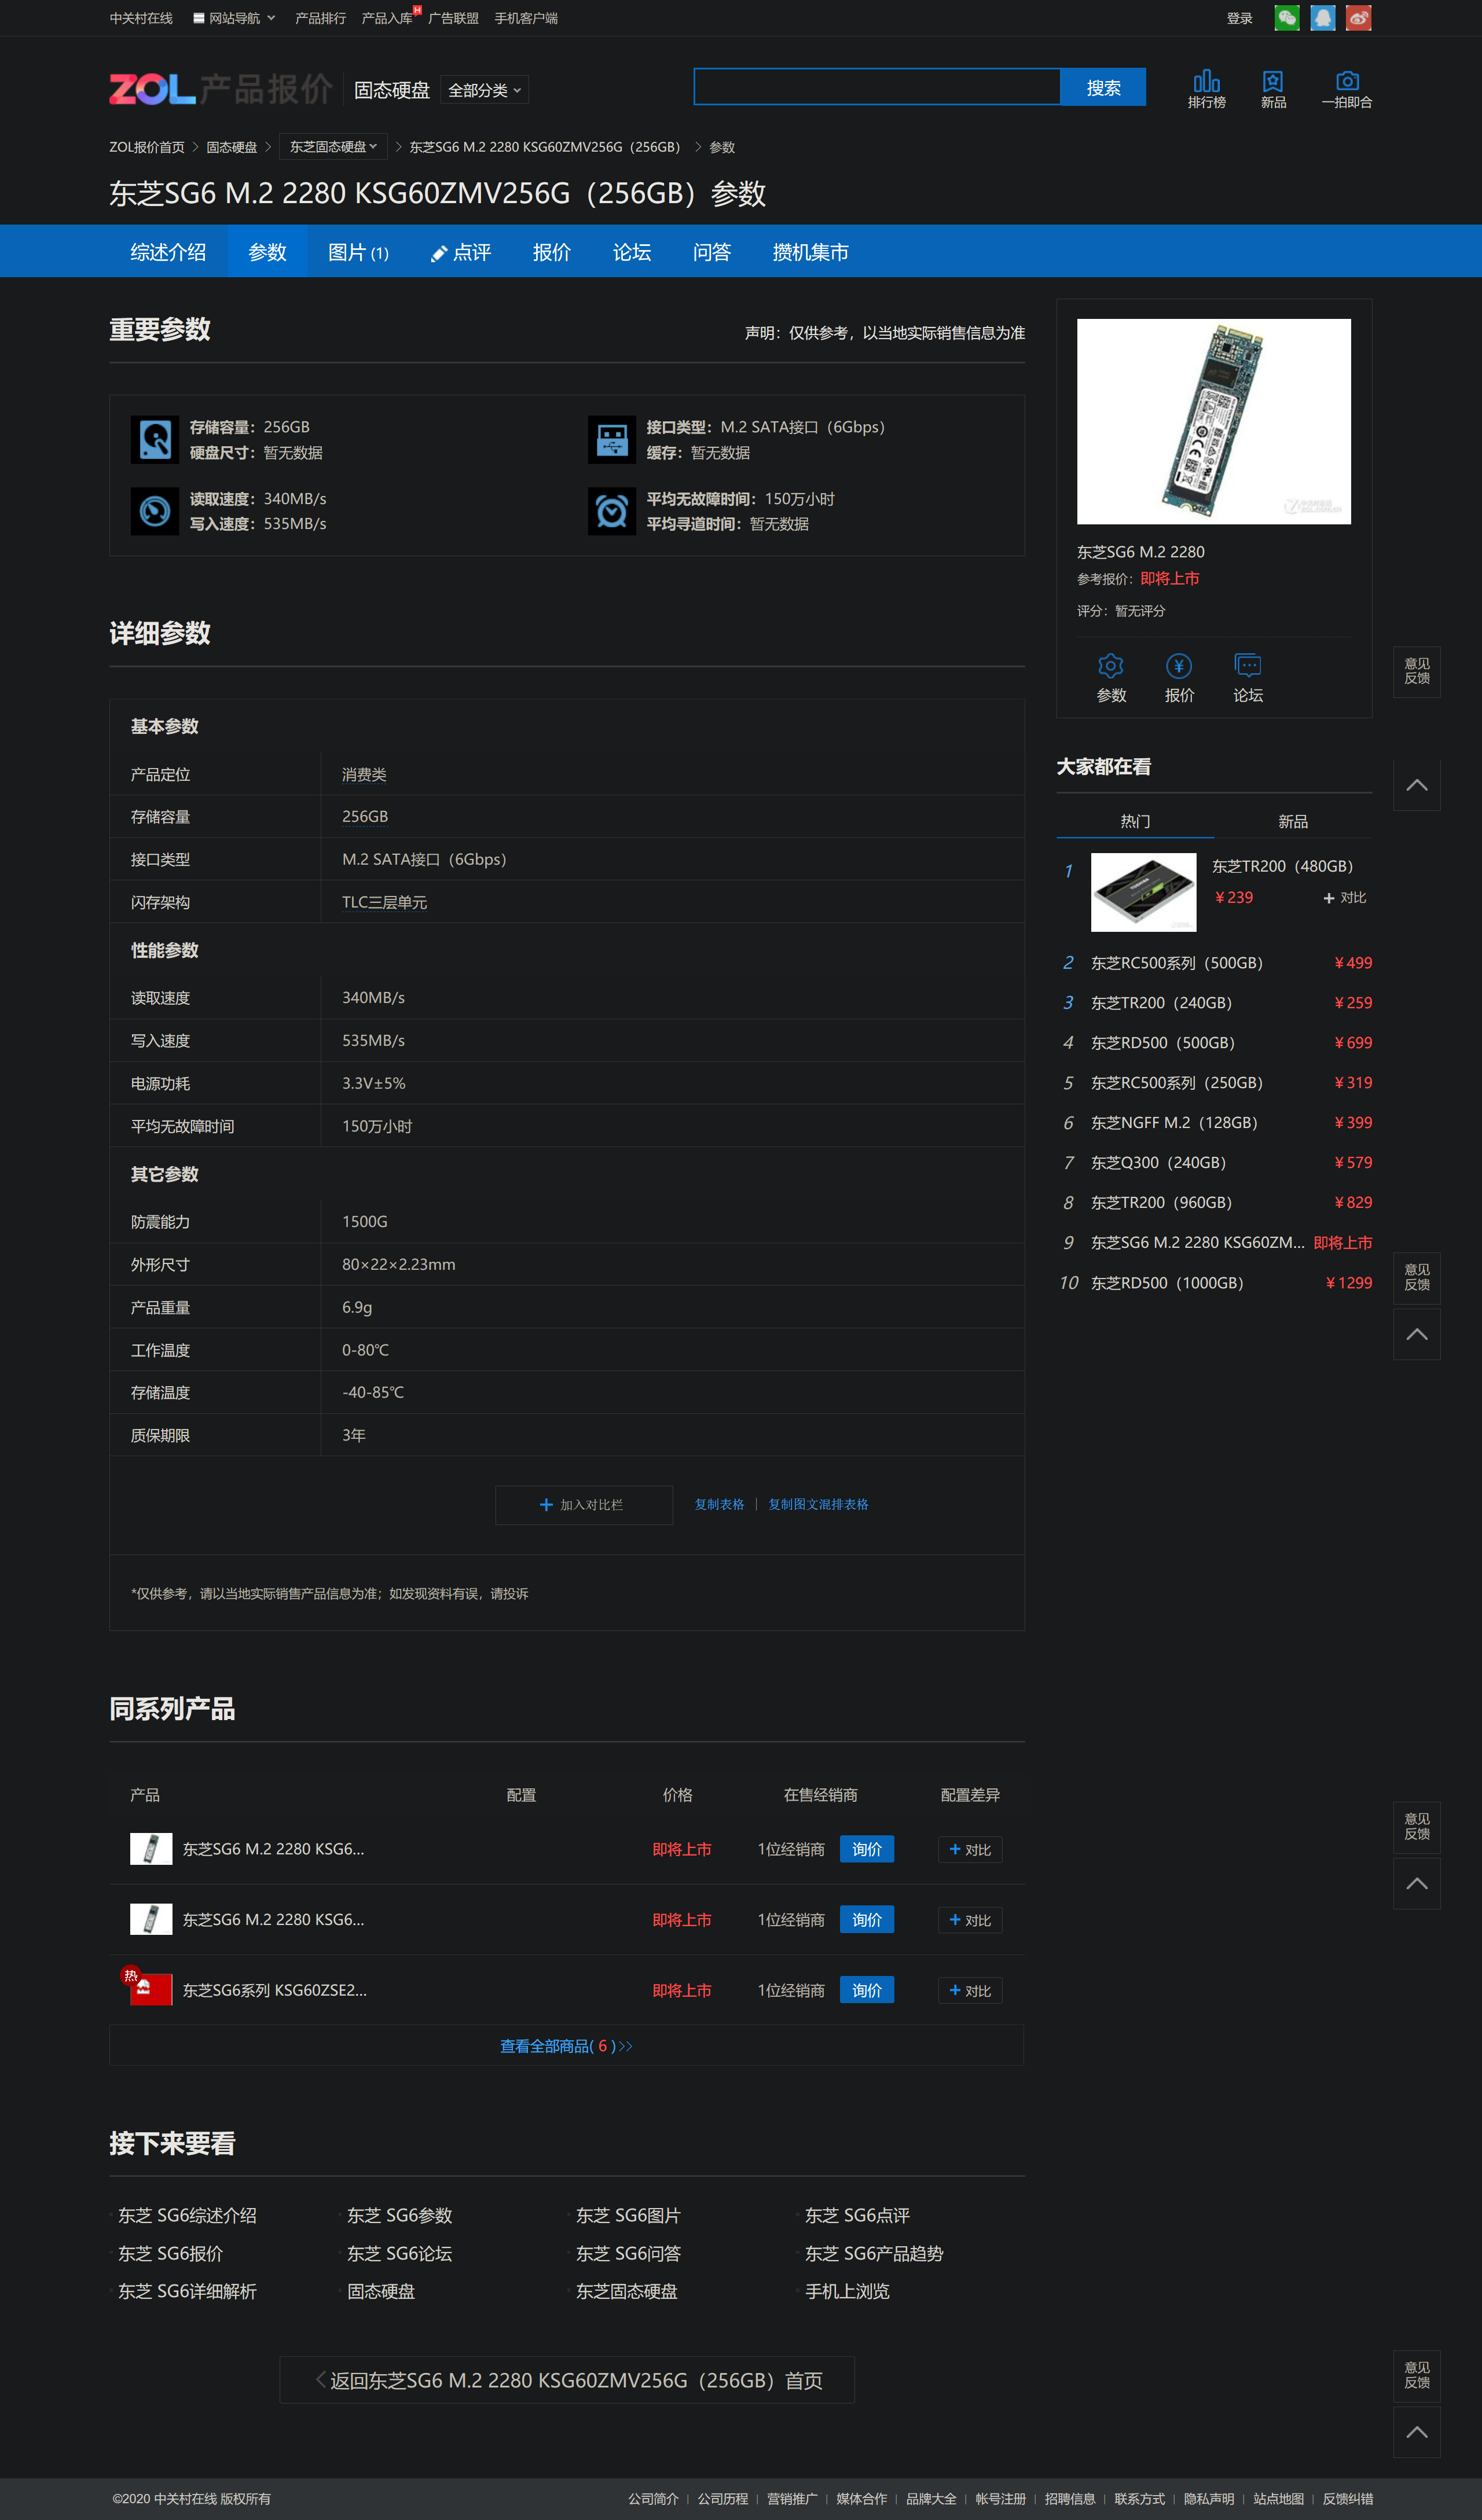 中关村在线 网站导航 产品排行 产品入库 H 广告联盟 手机客户端 登录
ZOL 产品报价 固态硬盘 全部分类 搜索 排行榜 新品 一拍即合
ZOL报价首页 > 固态硬盘 > 东芝固态硬盘 > 东芝SG6 M.2 2280 KSG60ZMV256G（256GB） > 参数
东芝SG6 M.2 2280 KSG60ZMV256G（256GB）参数
综述介绍 参数 图片 (1) 点评 报价 论坛 问答 攒机集市
重要参数 声明：仅供参考，以当地实际销售信息为准
存储容量：256GB
硬盘尺寸：暂无数据
接口类型：M.2 SATA接口（6Gbps）
缓存：暂无数据
读取速度：340MB/s
写入速度：535MB/s
平均无故障时间：150万小时
平均寻道时间：暂无数据
详细参数
基本参数
产品定位 消费类
存储容量 256GB
接口类型 M.2 SATA接口（6Gbps）
闪存架构 TLC三层单元
性能参数
读取速度 340MB/s
写入速度 535MB/s
电源功耗 3.3V±5%
平均无故障时间 150万小时
其它参数
防震能力 1500G
外形尺寸 80×22×2.23mm
产品重量 6.9g
工作温度 0-80℃
存储温度 -40-85℃
质保期限 3年
+ 加入对比栏 复制表格 | 复制图文混排表格
*仅供参考，请以当地实际销售产品信息为准；如发现资料有误，请投诉
东芝SG6 M.2 2280
参考报价：即将上市
评分：暂无评分
参数 报价 论坛
大家都在看
热门 新品
1 东芝TR200（480GB）
￥239 + 对比
2 东芝RC500系列（500GB） ￥499
3 东芝TR200（240GB） ￥259
4 东芝RD500（500GB） ￥699
5 东芝RC500系列（250GB） ￥319
6 东芝NGFF M.2（128GB） ￥399
7 东芝Q300（240GB） ￥579
8 东芝TR200（960GB） ￥829
9 东芝SG6 M.2 2280 KSG60ZM... 即将上市
10 东芝RD500（1000GB） ￥1299
意见
反馈
意见
反馈
同系列产品
产品 配置 价格 在售经销商 配置差异
东芝SG6 M.2 2280 KSG6... 即将上市 1位经销商 询价 + 对比
东芝SG6 M.2 2280 KSG6... 即将上市 1位经销商 询价 + 对比
热 东芝SG6系列 KSG60ZSE2... 即将上市 1位经销商 询价 + 对比
查看全部商品( 6 )>>
意见
反馈
接下来要看
东芝 SG6综述介绍 东芝 SG6参数 东芝 SG6图片 东芝 SG6点评
东芝 SG6报价 东芝 SG6论坛 东芝 SG6问答 东芝 SG6产品趋势
东芝 SG6详细解析 固态硬盘 东芝固态硬盘 手机上浏览
返回东芝SG6 M.2 2280 KSG60ZMV256G（256GB）首页
意见
反馈
©2020 中关村在线 版权所有 公司简介 | 公司历程 | 营销推广 | 媒体合作 | 品牌大全 | 帐号注册 | 招聘信息 | 联系方式 | 隐私声明 | 站点地图 | 反馈纠错